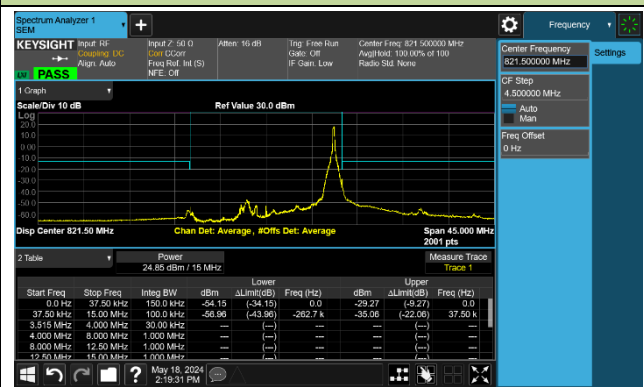 Spectrum Analyzer 1
SEM
Frequency
KEYSIGHT
Input: RF
Coupling: DC
Align: Auto
Input Z: 50 Ω
Corr CCorr
Freq Ref: Int (S)
NFE: Off
Atten: 16 dB
Trig: Free Run
Gate: Off
IF Gain: Low
Center Freq: 821.500000 MHz
Avg|Hold: 100.00% of 100
Radio Std: None
PASS
Center Frequency
821.500000 MHz
Settings
CF Step
4.500000 MHz
Auto
Man
Freq Offset
0 Hz
1 Graph
Scale/Div 10 dB
Ref Value 30.0 dBm
Log
20.0
10.0
0.00
-10.0
-20.0
-30.0
-40.0
-50.0
-60.0
Disp Center 821.50 MHz
Chan Det: Average , #Offs Det: Average
Span 45.000 MHz
2001 pts
2 Table
Power
24.85 dBm / 15 MHz
Measure Trace
Trace 1
Lower
Upper
Start Freq Stop Freq Integ BW dBm ΔLimit(dB) Freq (Hz) dBm ΔLimit(dB) Freq (Hz)
0.0 Hz 37.50 kHz 150.0 kHz -54.15 (-34.15) 0.0 -29.27 (-9.27) 0.0
37.50 kHz 15.00 MHz 100.0 kHz -56.96 (-43.96) -262.7 k -35.06 (-22.06) 37.50 k
3.515 MHz 4.000 MHz 30.00 kHz --- (---) --- --- (---) ---
4.000 MHz 8.000 MHz 1.000 MHz --- (---) --- --- (---) ---
8.000 MHz 12.50 MHz 1.000 MHz --- (---) --- --- (---) ---
12.50 MHz 15.00 MHz 1.000 MHz --- (---) --- --- (---) ---
May 18, 2024
2:19:31 PM